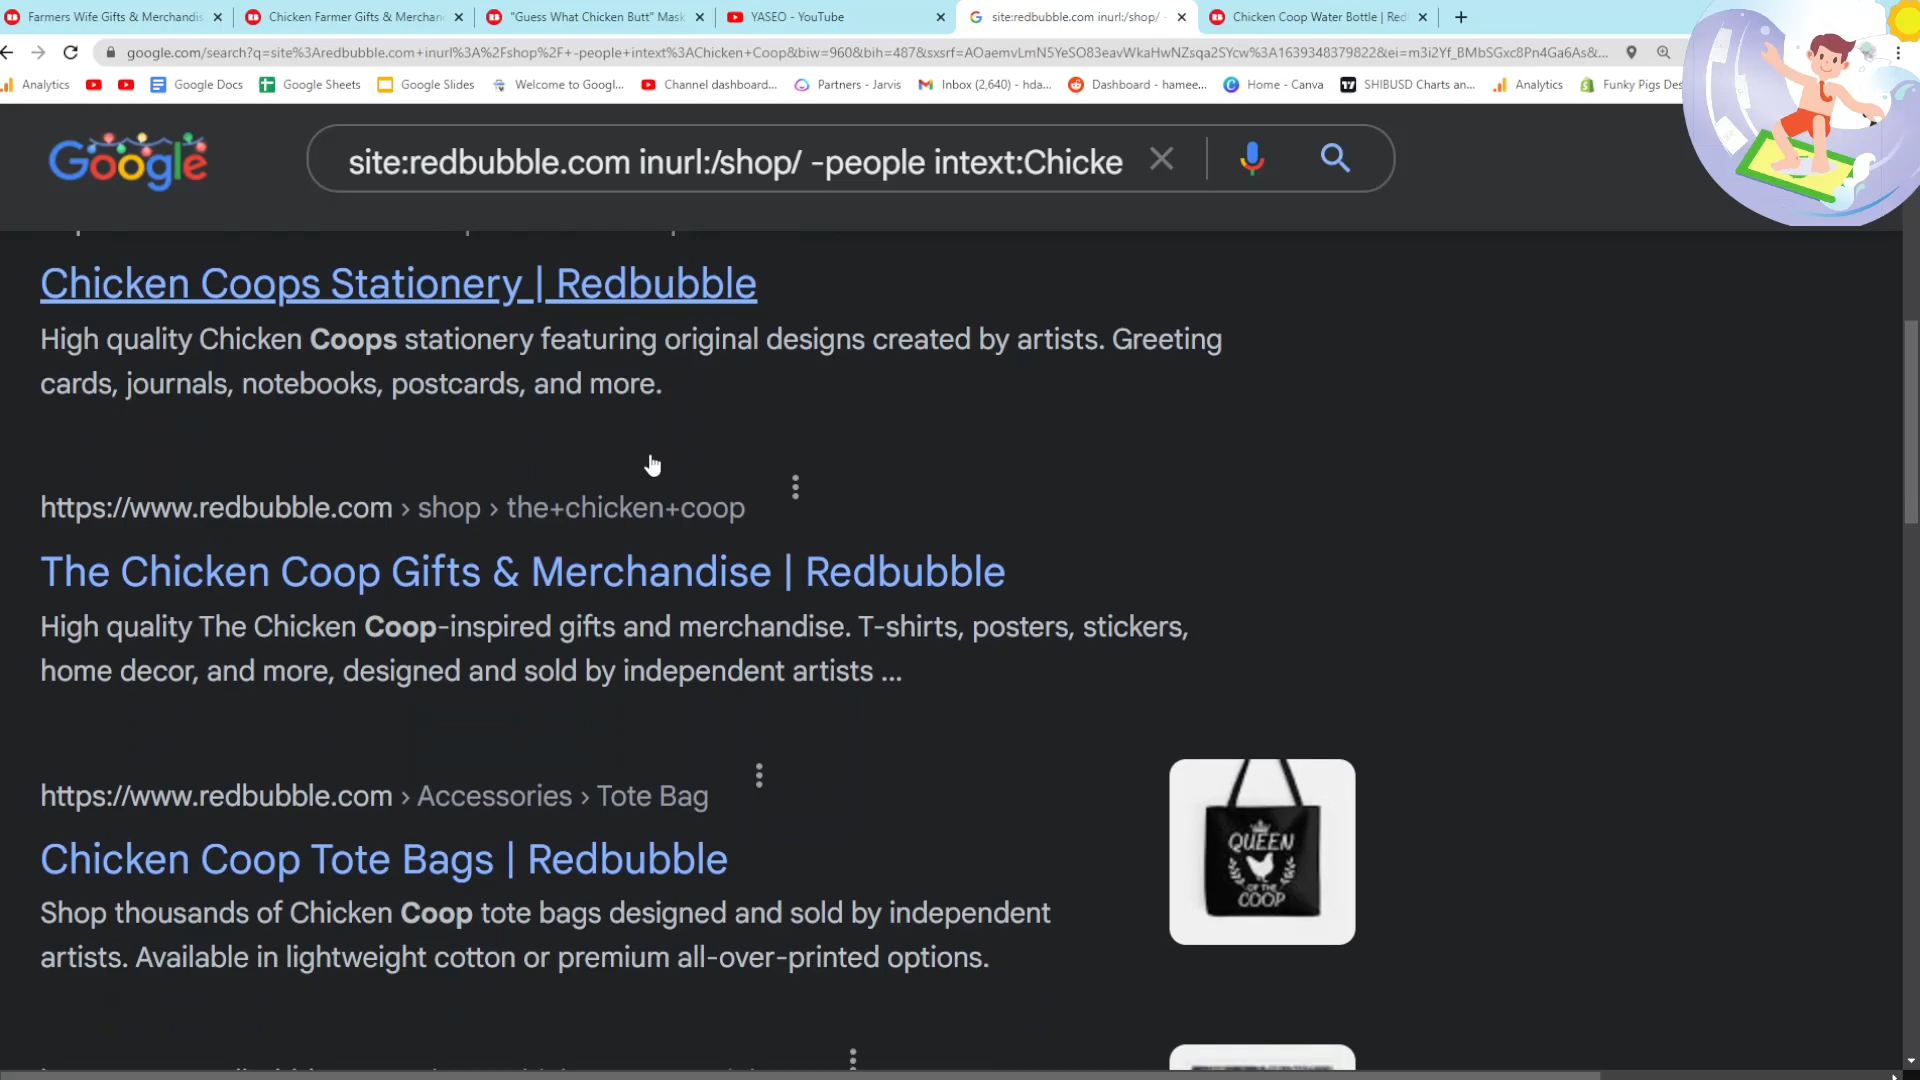 Farmers Wife Gifts & Merchandis
Chicken Farmer Gifts & Merchan
"Guess What Chicken Butt" Mask
YASEO - YouTube
site:redbubble.com inurl:/shop/ -
Chicken Coop Water Bottle | Red
google.com/search?q=site%3Aredbubble.com+inurl%3A%2Fshop%2F+-people+intext%3AChicken+Coop&biw=960&bih=487&sxsrf=AOaemvLmN5YeSO83eavWkaHwNZsqa2SYcw%3A1639348379822&ei=m3i2Yf_BMbSGxc8Pn4Ga6As&...
Analytics
Google Docs
Google Sheets
Google Slides
Welcome to Googl...
Channel dashboard...
Partners - Jarvis
Inbox (2,640) - hda...
Dashboard - hamee...
Home - Canva
SHIBUSD Charts an...
Analytics
Funky Pigs Des
Google
site:redbubble.com inurl:/shop/ -people intext:Chicke
Chicken Coops Stationery | Redbubble
High quality Chicken Coops stationery featuring original designs created by artists. Greeting
cards, journals, notebooks, postcards, and more.
https://www.redbubble.com › shop › the+chicken+coop
The Chicken Coop Gifts & Merchandise | Redbubble
High quality The Chicken Coop-inspired gifts and merchandise. T-shirts, posters, stickers,
home decor, and more, designed and sold by independent artists ...
https://www.redbubble.com › Accessories › Tote Bag
Chicken Coop Tote Bags | Redbubble
Shop thousands of Chicken Coop tote bags designed and sold by independent
artists. Available in lightweight cotton or premium all-over-printed options.
QUEEN
OF THE
COOP